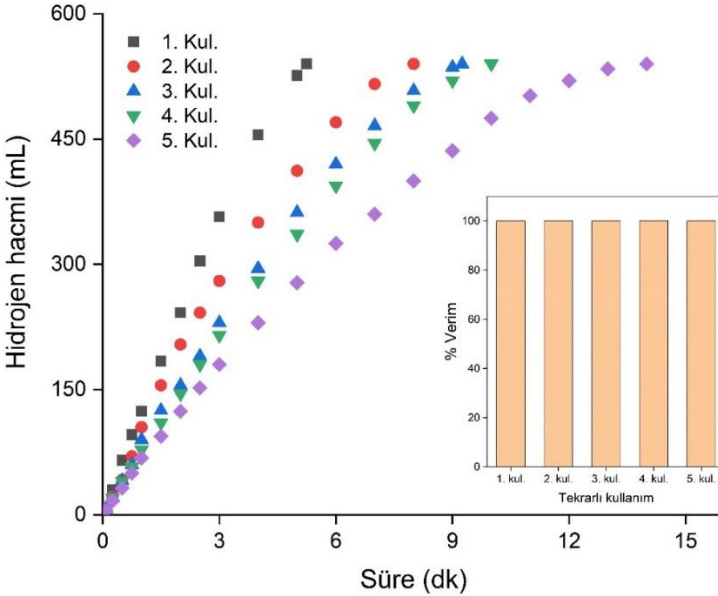 600
450
300
150
0
Hidrojen hacmi (mL)
1. Kul.
2. Kul.
3. Kul.
4. Kul.
5. Kul.
100
80
60
40
20
0
% Verim
1. kul. 2. kul. 3. kul. 4. kul. 5. kul.
Tekrarlı kullanım
0 3 6 9 12 15
Süre (dk)